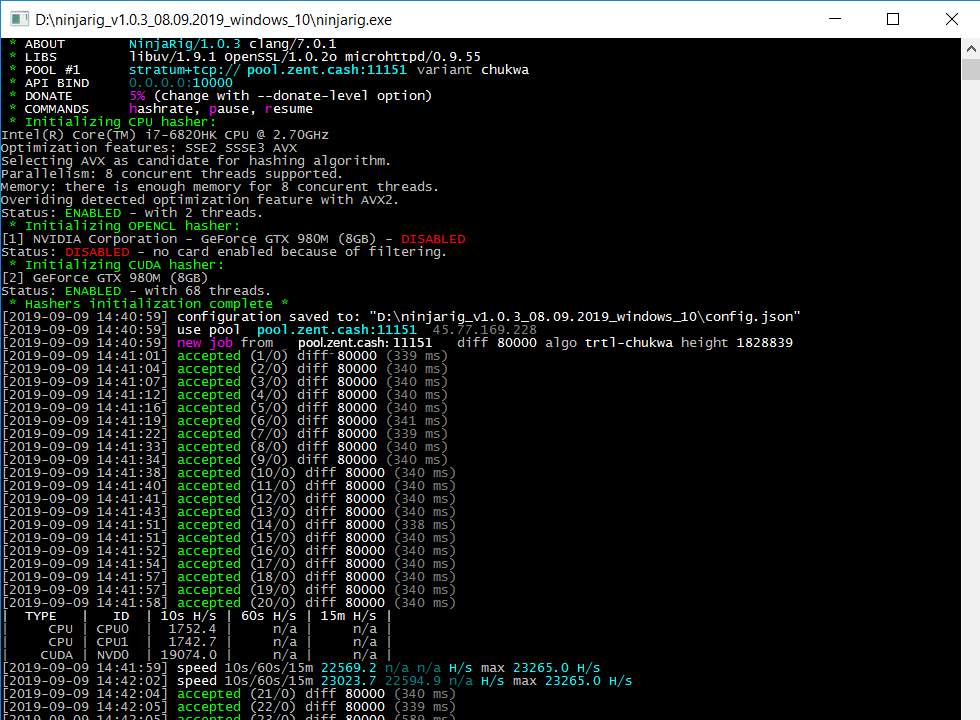 D:\ninjarig_v1.0.3_08.09.2019_windows_10\ninjarig.exe
* ABOUT NinjaRig/1.0.3 clang/7.0.1
* LIBS libuv/1.9.1 OpenSSL/1.0.2o microhttpd/0.9.55
* POOL #1 stratum+tcp:// pool.zent.cash:11151 variant chukwa
* API BIND 0.0.0.0:10000
* DONATE 5% (change with --donate-level option)
* COMMANDS hashrate, pause, resume
* Initializing CPU hasher:
Intel(R) Core(TM) i7-6820HK CPU @ 2.70GHz
Optimization features: SSE2 SSSE3 AVX
Selecting AVX as candidate for hashing algorithm.
Parallelism: 8 concurent threads supported.
Memory: there is enough memory for 8 concurent threads.
Overiding detected optimization feature with AVX2.
Status: ENABLED - with 2 threads.
* Initializing OPENCL hasher:
[1] NVIDIA Corporation - GeForce GTX 980M (8GB) - DISABLED
Status: DISABLED - no card enabled because of filtering.
* Initializing CUDA hasher:
[2] GeForce GTX 980M (8GB)
Status: ENABLED - with 68 threads.
* Hashers initialization complete *
[2019-09-09 14:40:59] configuration saved to: "D:\ninjarig_v1.0.3_08.09.2019_windows_10\config.json"
[2019-09-09 14:40:59] use pool pool.zent.cash:11151 45.77.169.228
[2019-09-09 14:40:59] new job from pool.zent.cash: 11151 diff 80000 algo trtl-chukwa height 1828839
[2019-09-09 14:41:01] accepted (1/0) diff 80000 (339 ms)
[2019-09-09 14:41:04] accepted (2/0) diff 80000 (340 ms)
[2019-09-09 14:41:07] accepted (3/0) diff 80000 (340 ms)
[2019-09-09 14:41:12] accepted (4/0) diff 80000 (340 ms)
[2019-09-09 14:41:16] accepted (5/0) diff 80000 (340 ms)
[2019-09-09 14:41:19] accepted (6/0) diff 80000 (341 ms)
[2019-09-09 14:41:22] accepted (7/0) diff 80000 (339 ms)
[2019-09-09 14:41:33] accepted (8/0) diff 80000 (340 ms)
[2019-09-09 14:41:34] accepted (9/0) diff 80000 (340 ms)
[2019-09-09 14:41:38] accepted (10/0) diff 80000 (340 ms)
[2019-09-09 14:41:40] accepted (11/0) diff 80000 (340 ms)
[2019-09-09 14:41:41] accepted (12/0) diff 80000 (340 ms)
[2019-09-09 14:41:43] accepted (13/0) diff 80000 (340 ms)
[2019-09-09 14:41:51] accepted (14/0) diff 80000 (338 ms)
[2019-09-09 14:41:51] accepted (15/0) diff 80000 (340 ms)
[2019-09-09 14:41:52] accepted (16/0) diff 80000 (340 ms)
[2019-09-09 14:41:54] accepted (17/0) diff 80000 (340 ms)
[2019-09-09 14:41:57] accepted (18/0) diff 80000 (340 ms)
[2019-09-09 14:41:57] accepted (19/0) diff 80000 (340 ms)
[2019-09-09 14:41:58] accepted (20/0) diff 80000 (340 ms)
| TYPE | ID | 10s H/s | 60s H/s | 15m H/s |
| CPU | CPU0 | 1752.4 | n/a | n/a |
| CPU | CPU1 | 1742.7 | n/a | n/a |
| CUDA | NVD0 | 19074.0 | n/a | n/a |
[2019-09-09 14:41:59] speed 10s/60s/15m 22569.2 n/a n/a H/s max 23265.0 H/s
[2019-09-09 14:42:02] speed 10s/60s/15m 23023.7 22594.9 n/a H/s max 23265.0 H/s
[2019-09-09 14:42:04] accepted (21/0) diff 80000 (340 ms)
[2019-09-09 14:42:05] accepted (22/0) diff 80000 (339 ms)
[2019-09-09 14:42:06] accepted (23/0) diff 80000 (589 ms)